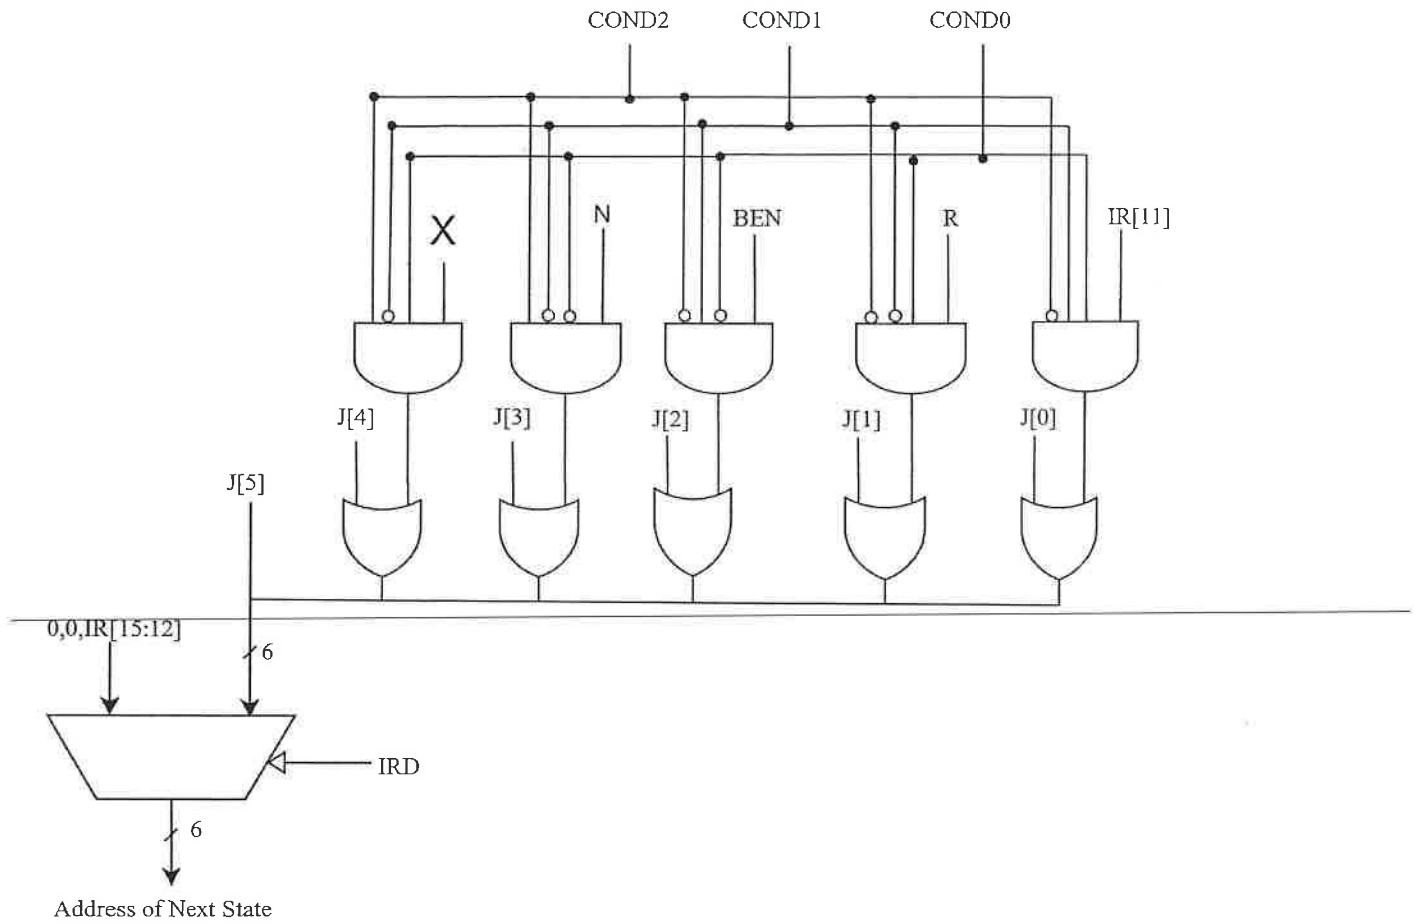 COND2 COND1 COND0
X N BEN R IR[11]
J[4] J[3] J[2] J[1] J[0]
J[5]
0,0,IR[15:12]
6
IRD
6
Address of Next State